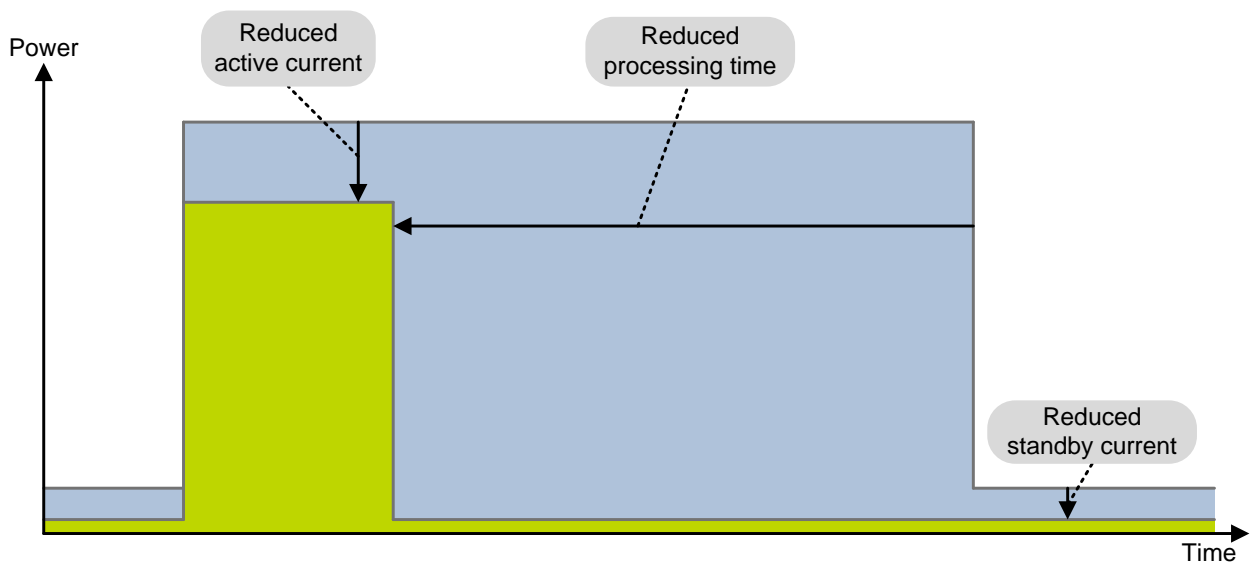 Power
Reduced
active current
Reduced
processing time
Reduced
standby current
Time